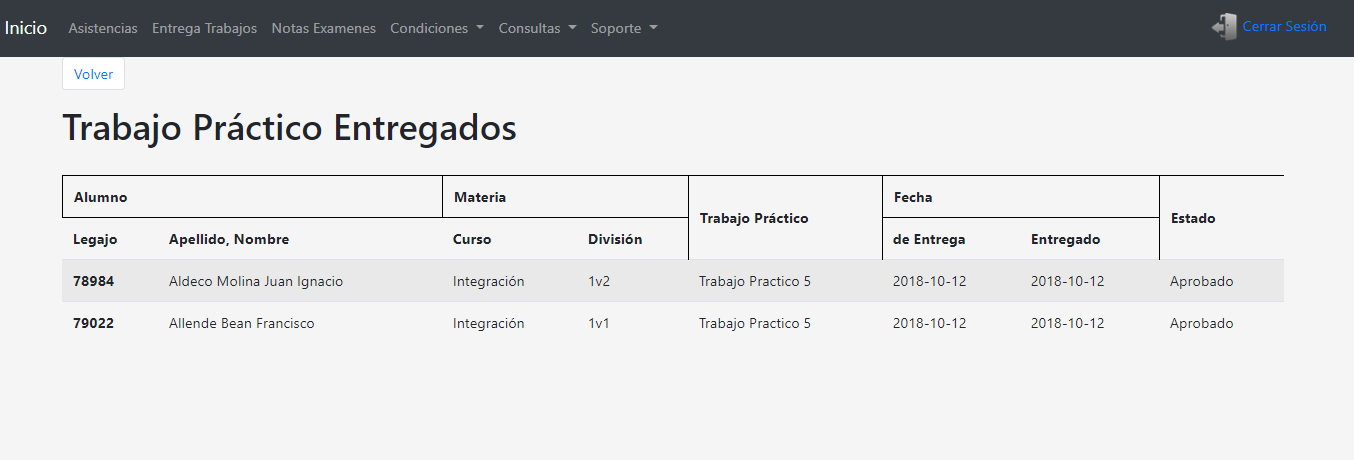 Inicio Asistencias Entrega Trabajos Notas Examenes Condiciones Consultas Soporte Cerrar Sesión
Volver
Trabajo Práctico Entregados
Alumno Materia Trabajo Práctico Fecha Estado
Legajo Apellido, Nombre Curso División de Entrega Entregado
78984 Aldeco Molina Juan Ignacio Integración 1v2 Trabajo Practico 5 2018-10-12 2018-10-12 Aprobado
79022 Allende Bean Francisco Integración 1v1 Trabajo Practico 5 2018-10-12 2018-10-12 Aprobado